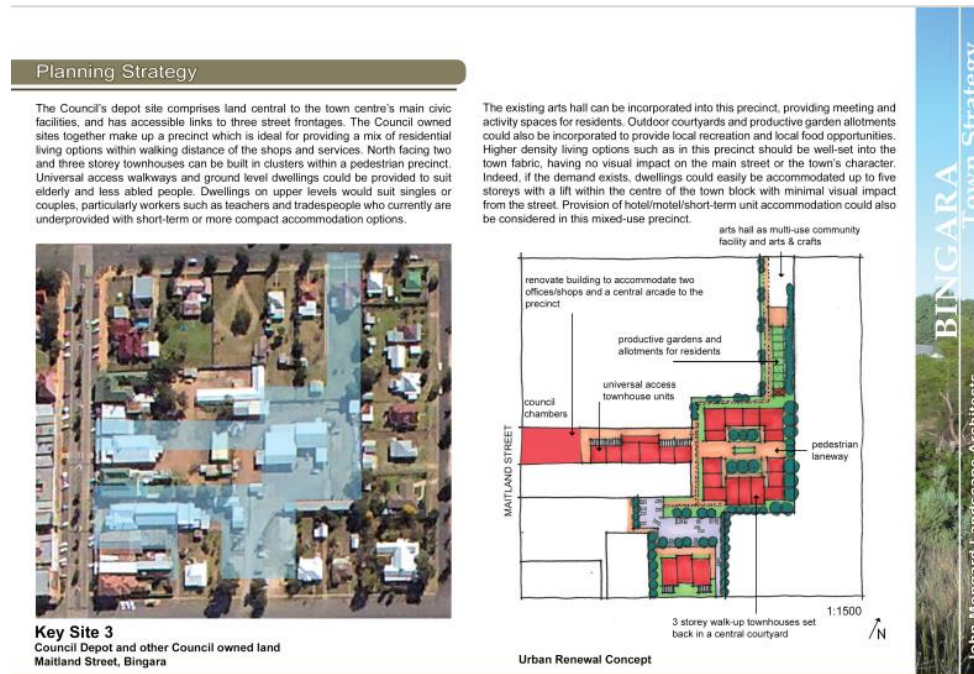 Planning Strategy
The Council's depot site comprises land central to the town centre's main civic
facilities, and has accessible links to three street frontages. The Council owned
sites together make up a precinct which is ideal for providing a mix of residential
living options within walking distance of the shops and services. North facing two
and three storey townhouses can be built in clusters within a pedestrian precinct.
Universal access walkways and ground level dwellings could be provided to suit
elderly and less abled people. Dwellings on upper levels would suit singles or
couples, particularly workers such as teachers and tradespeople who currently are
underprovided with short-term or more compact accommodation options.
The existing arts hall can be incorporated into this precinct, providing meeting and
activity spaces for residents. Outdoor courtyards and productive garden allotments
could also be incorporated to provide local recreation and local food opportunities.
Higher density living options such as in this precinct should be well-set into the
town fabric, having no visual impact on the main street or the town's character.
Indeed, if the demand exists, dwellings could easily be accommodated up to five
storeys with a lift within the centre of the town block with minimal visual impact
from the street. Provision of hotel/motel/short-term unit accommodation could also
be considered in this mixed-use precinct.
arts hall as multi-use community
facility and arts & crafts
renovate building to accommodate two
offices/shops and a central arcade to the
precinct
productive gardens and
allotments for residents
universal access
townhouse units
council
chambers
pedestrian
laneway
MAITLAND STREET
3 storey walk-up townhouses set
back in a central courtyard
1:1500
N
Key Site 3
Council Depot and other Council owned land
Maitland Street, Bingara
Urban Renewal Concept
BINGARA
Town Strategy